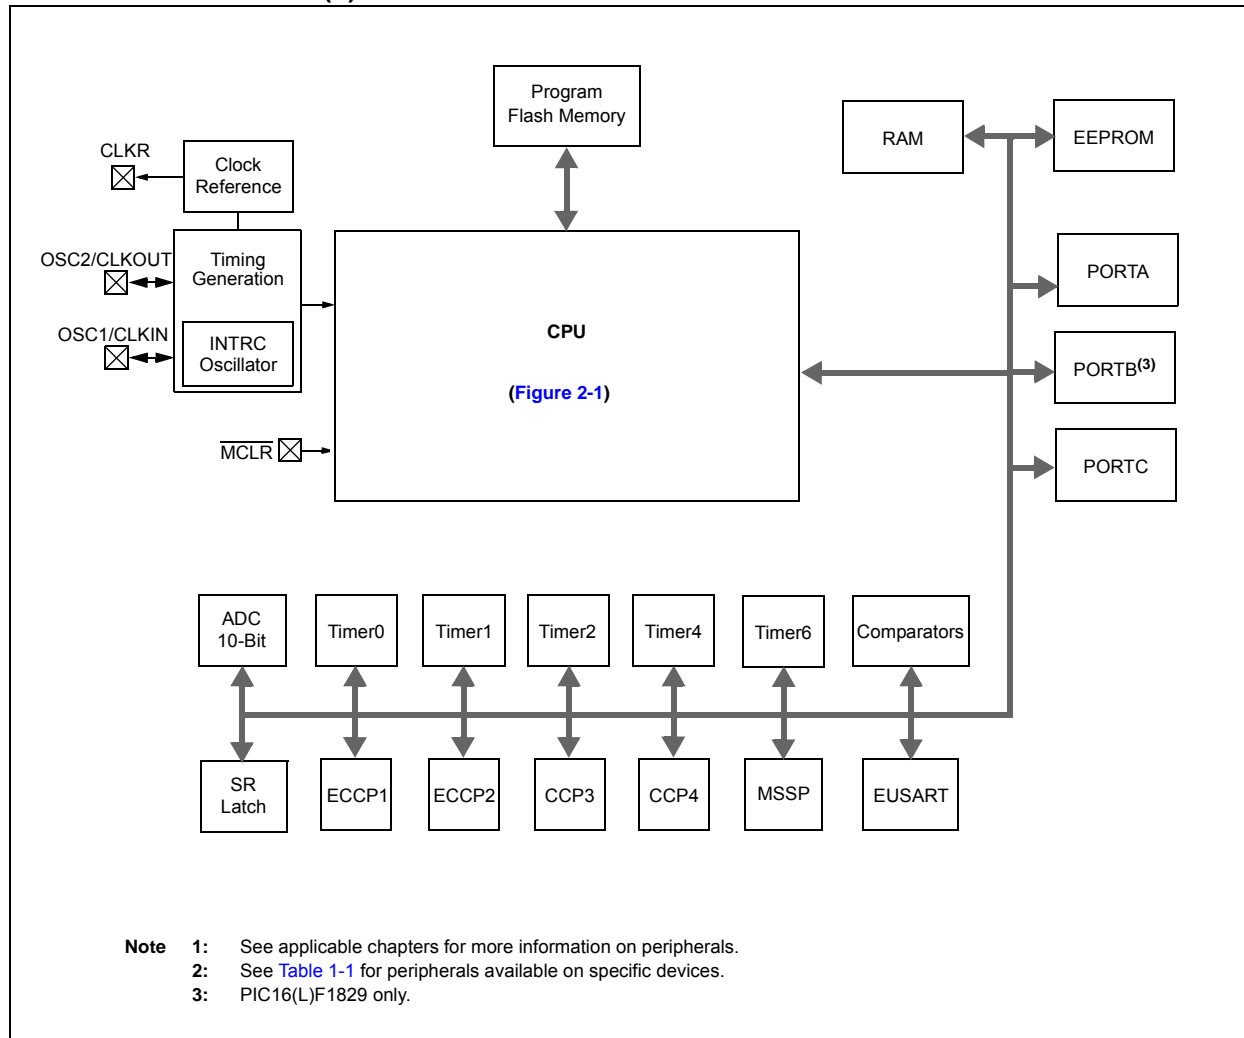 Program
Flash Memory
RAM
EEPROM
CLKR
Clock
Reference
OSC2/CLKOUT
Timing
Generation
PORTA
OSC1/CLKIN
INTRC
Oscillator
CPU
(Figure 2-1)
PORTB(3)
MCLR
PORTC
ADC
10-Bit
Timer0
Timer1
Timer2
Timer4
Timer6
Comparators
SR
Latch
ECCP1
ECCP2
CCP3
CCP4
MSSP
EUSART
Note 1: See applicable chapters for more information on peripherals.
2: See Table 1-1 for peripherals available on specific devices.
3: PIC16(L)F1829 only.